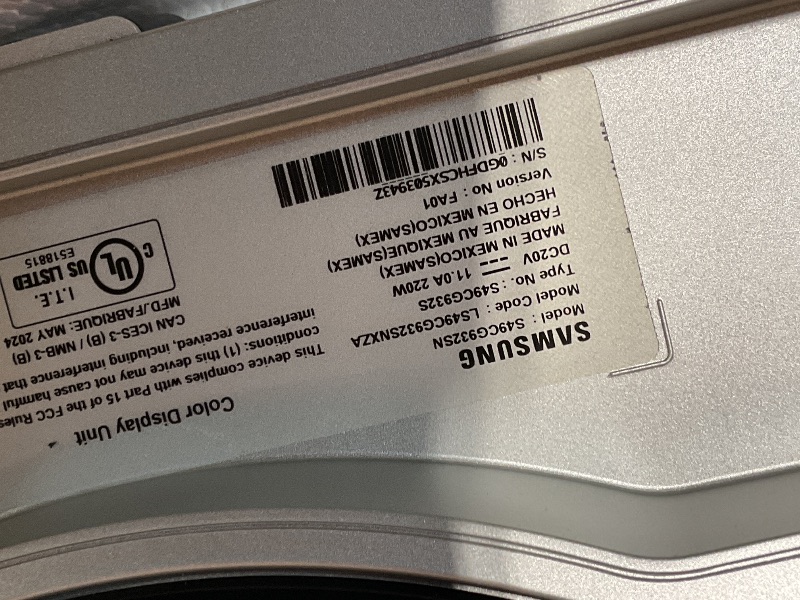 SAMSUNG
Model : S49CG932SN
Model Code : LS49CG932SNXZA
Type No. : S49CG932S
DC20V 11.0A 220W
MADE IN MEXICO(SAMEX)
FABRIQUE AU MEXIQUE(SAMEX)
HECHO EN MEXICO(SAMEX)
Version No : FA01
S/N : 0GDFHCSX503943Z
Color Display Unit
This device complies with Part 15 of the FCC Rules
conditions: (1) this device may not cause harmful
interference received, including interference that
CAN ICES-3 (B) / NMB-3 (B)
MFD./FABRIQUE: MAY 2024
I.T.E.
C UL US LISTED
E518815